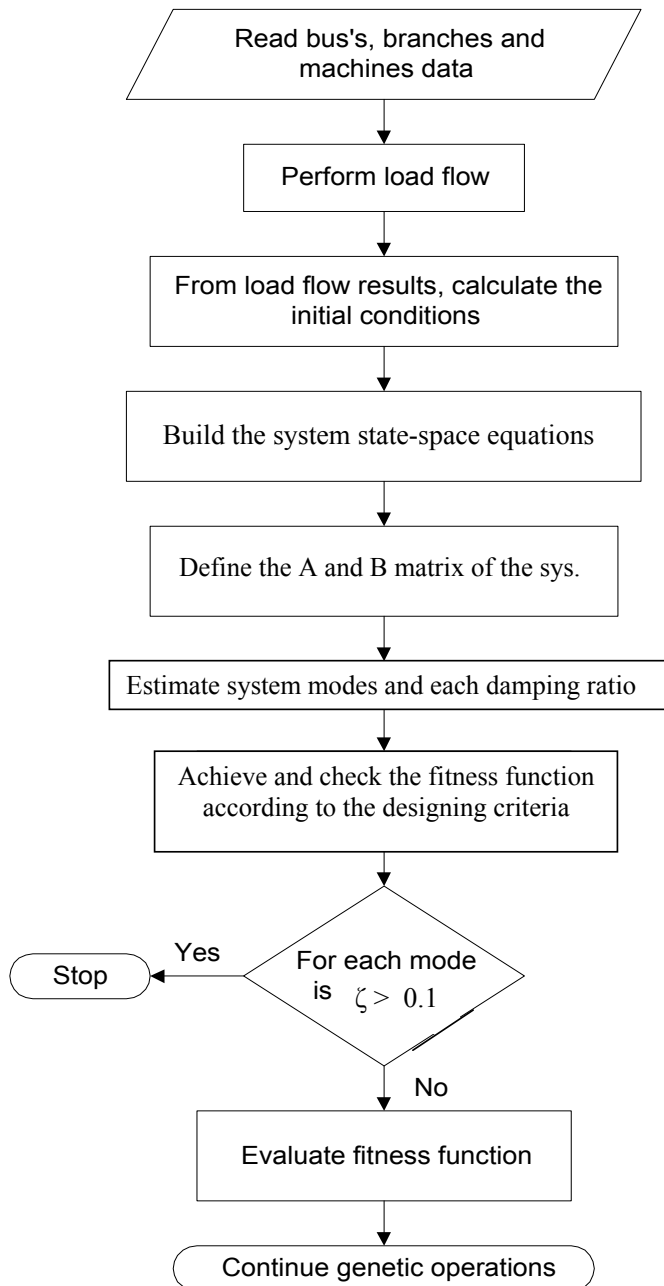 Read bus's, branches and
machines data
Perform load flow
From load flow results, calculate the
initial conditions
Build the system state-space equations
Define the A and B matrix of the sys.
Estimate system modes and each damping ratio
Achieve and check the fitness function
according to the designing criteria
Yes
Stop
For each mode
is ζ > 0.1
No
Evaluate fitness function
Continue genetic operations